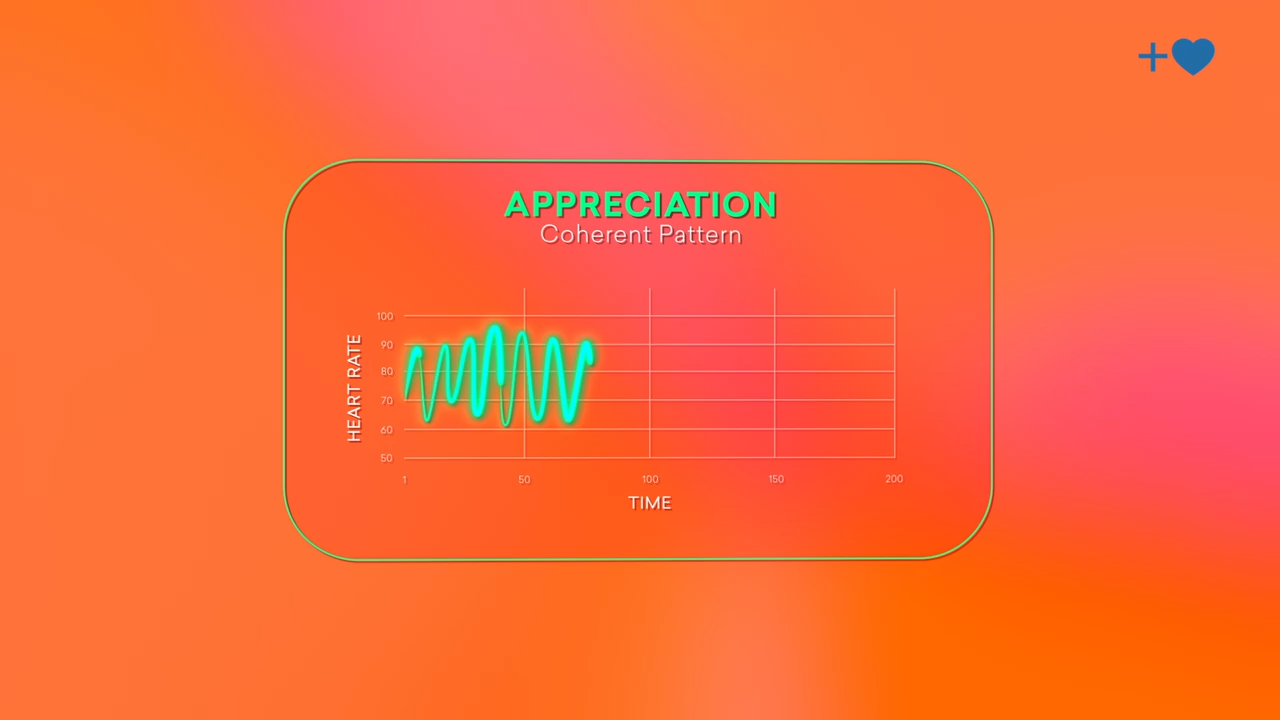 APPRECIATION
Coherent Pattern
HEART RATE
100
90
80
70
60
50
1
50
100
150
200
TIME